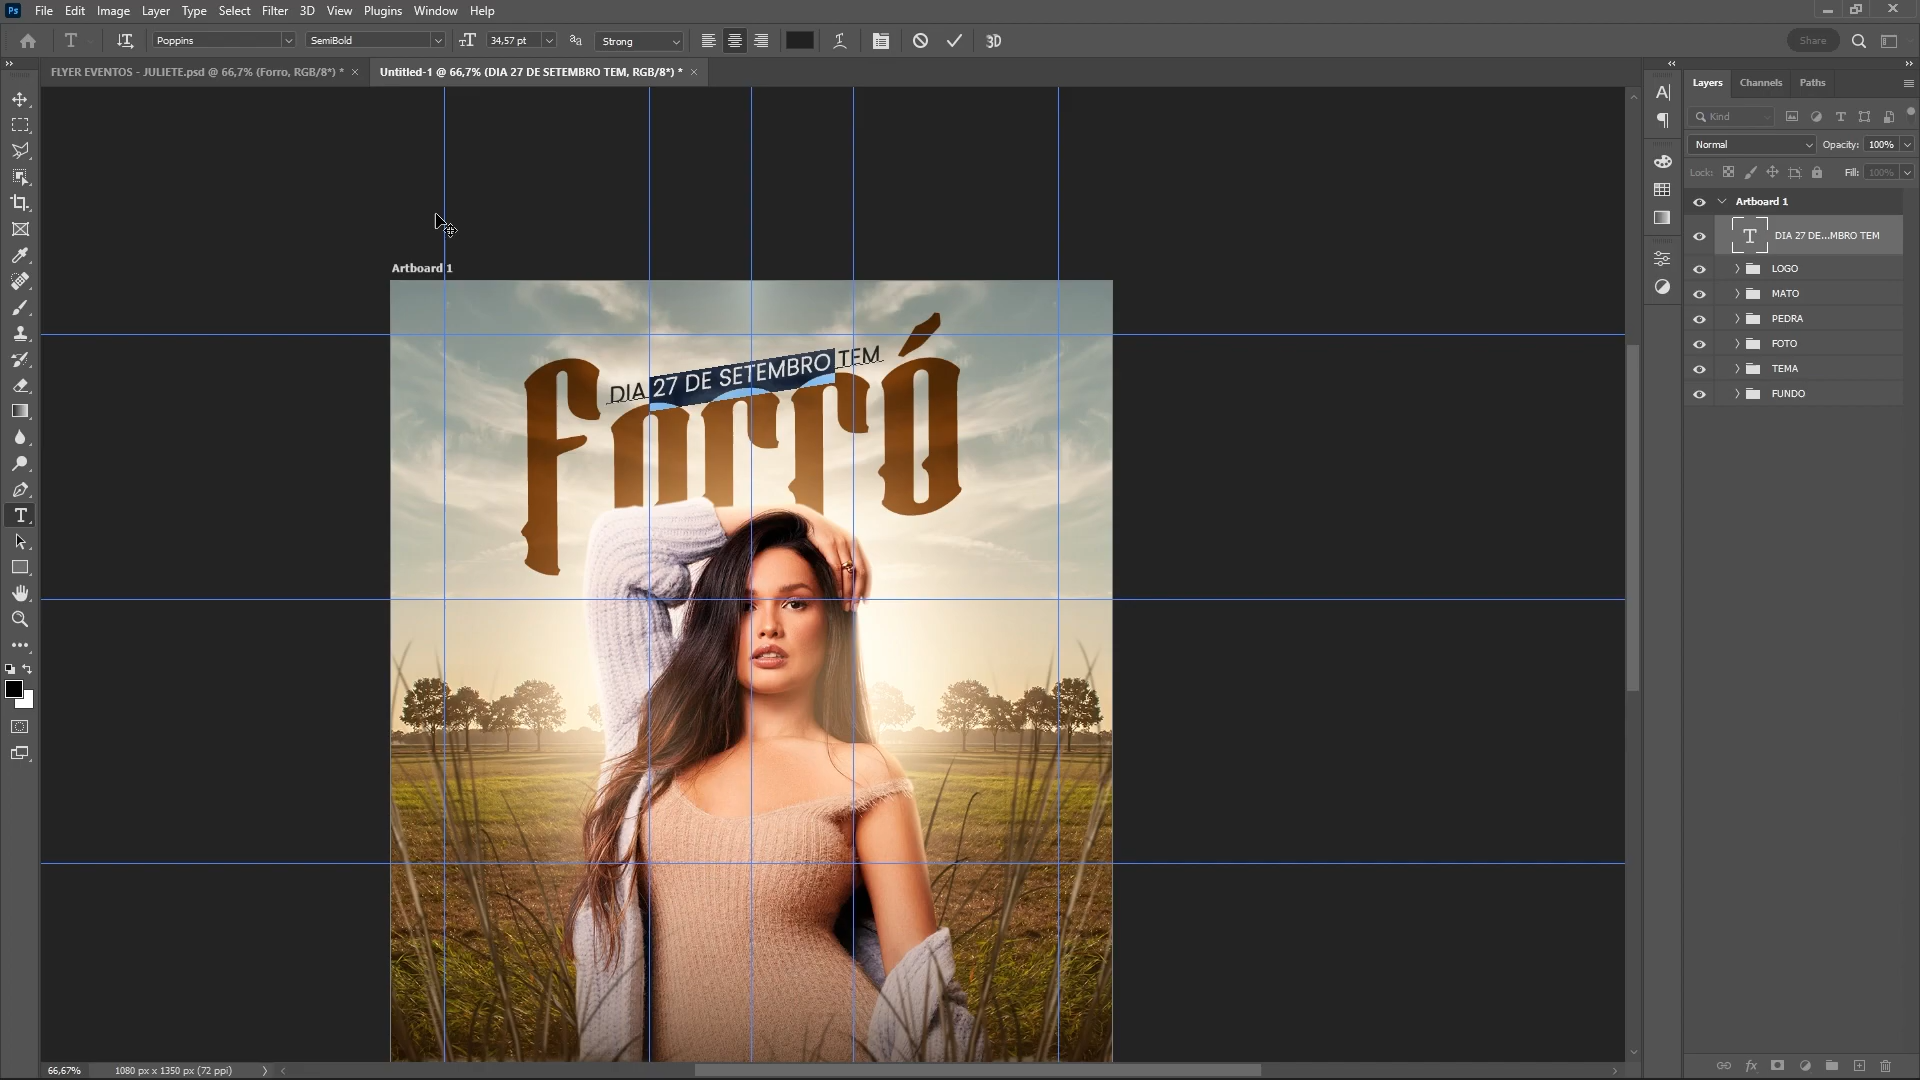 Ps File Edit Image Layer Type Select Filter 3D View Plugins Window Help
Poppins SemiBold 34,57 pt aa Strong 3D Share
FLYER EVENTOS - JULIETE.psd @ 66,7% (Forro, RGB/8*) * × Untitled-1 @ 66,7% (DIA 27 DE SETEMBRO TEM, RGB/8*) * ×
Layers Channels Paths
Kind
Normal Opacity: 100%
Lock: Fill: 100%
Artboard 1
DIA 27 DE...MBRO TEM
LOGO
MATO
PEDRA
FOTO
TEMA
FUNDO
Artboard 1
DIA 27 DE SETEMBRO TEM
Forró
66,67% 1080 px x 1350 px (72 ppi)